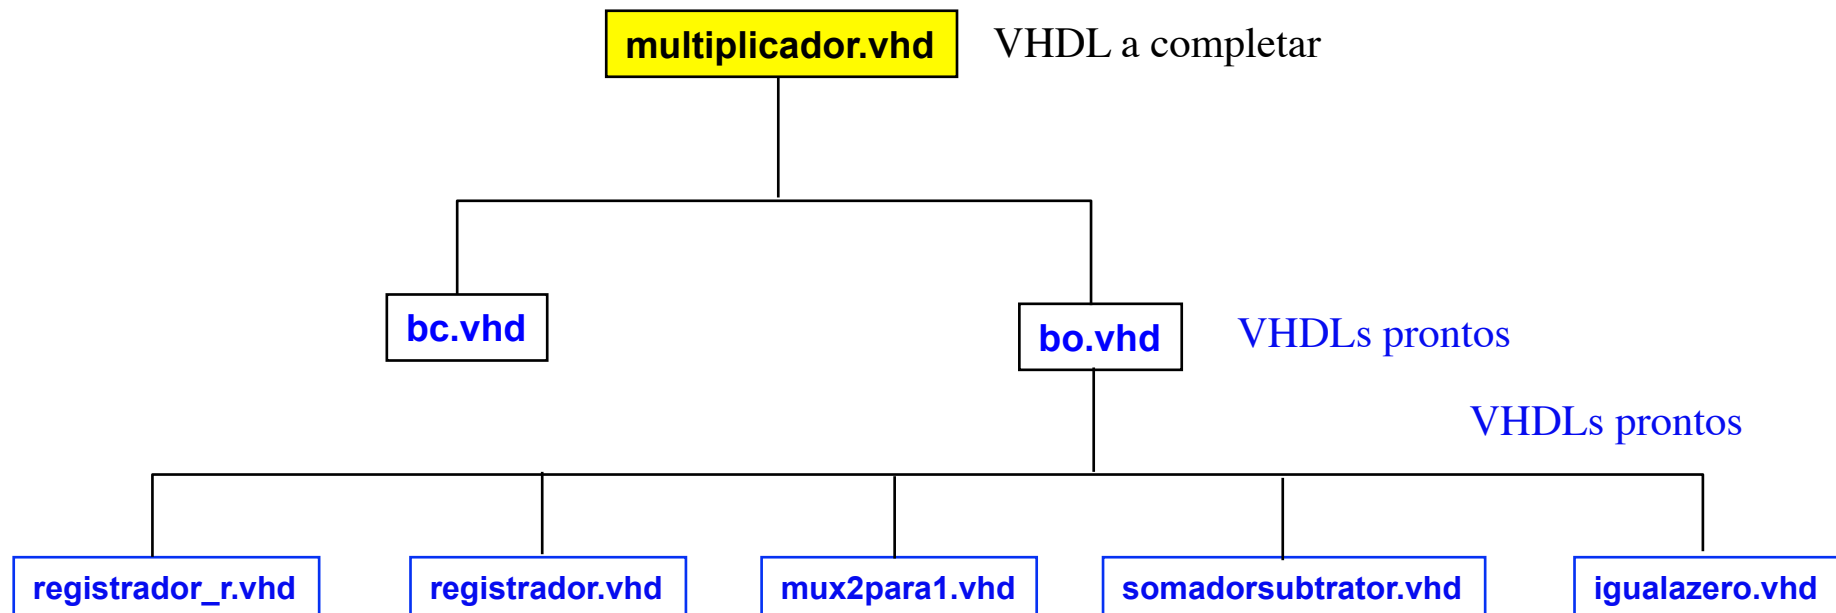 multiplicador.vhd
VHDL a completar
bc.vhd
bo.vhd
VHDLs prontos
VHDLs prontos
registrador_r.vhd
registrador.vhd
mux2para1.vhd
somadorsubtrator.vhd
igualazero.vhd